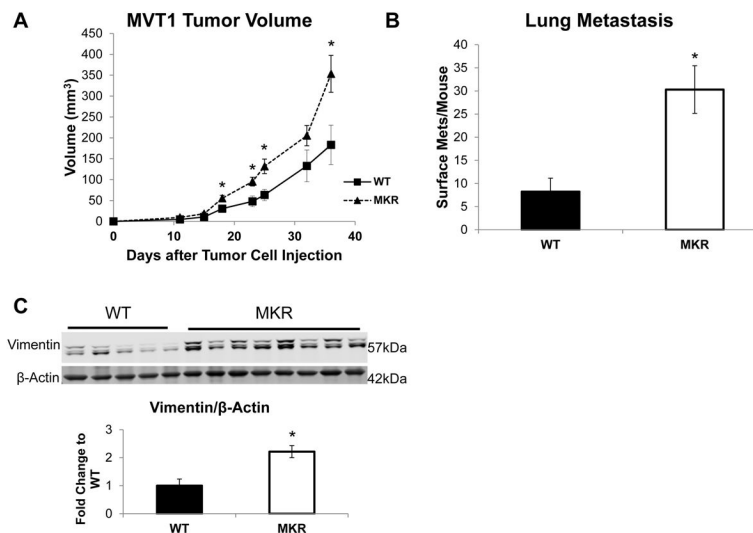 A
MVT1 Tumor Volume
450
400
350
300
250
200
150
100
50
0
Volume (mm³)
*
*
*
*
WT
MKR
0
10
20
30
40
Days after Tumor Cell Injection
B
Lung Metastasis
40
35
30
25
20
15
10
5
0
Surface Mets/Mouse
*
WT
MKR
C
WT
MKR
Vimentin
57kDa
β-Actin
42kDa
Vimentin/β-Actin
3
2
1
0
Fold Change to
WT
*
WT
MKR